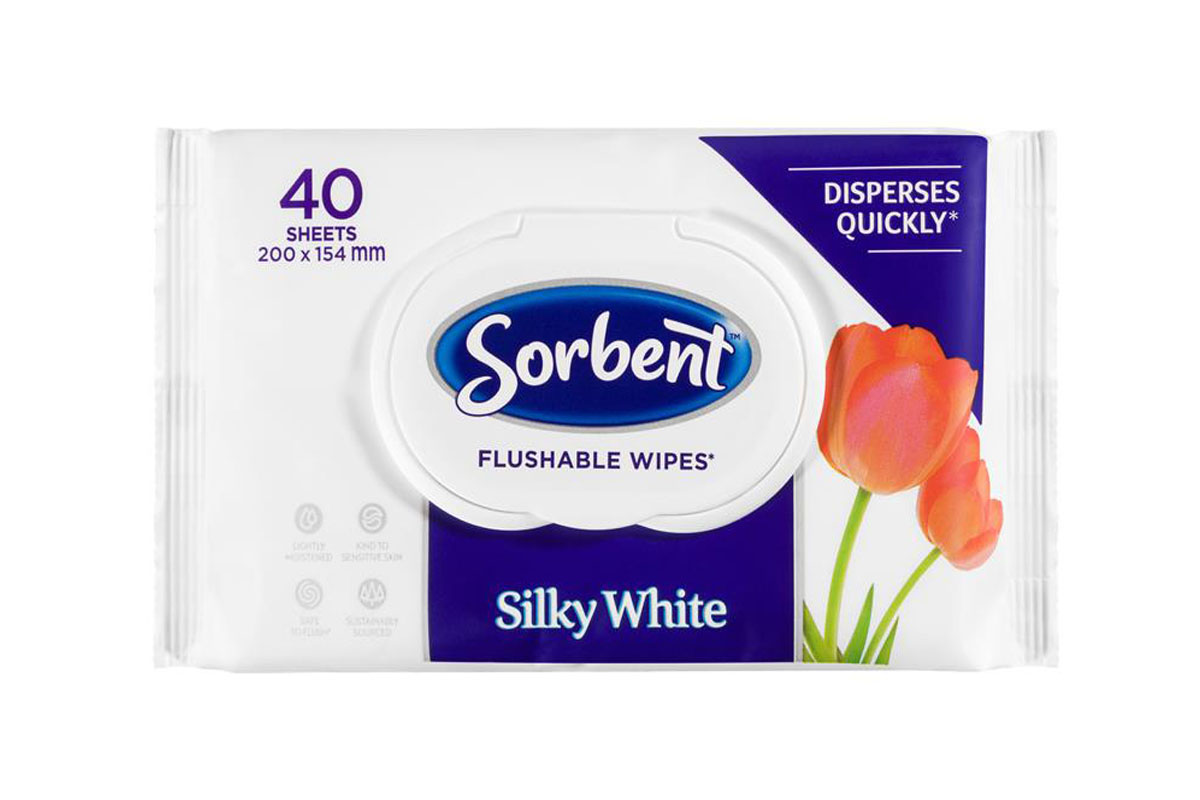 40
SHEETS
200 x 154 mm
DISPERSES
QUICKLY*
Sorbent™
FLUSHABLE WIPES*
LIGHTLY
MOISTENED
KIND TO
SENSITIVE SKIN
SAFE
TO FLUSH*
SUSTAINABLY
SOURCED
Silky White